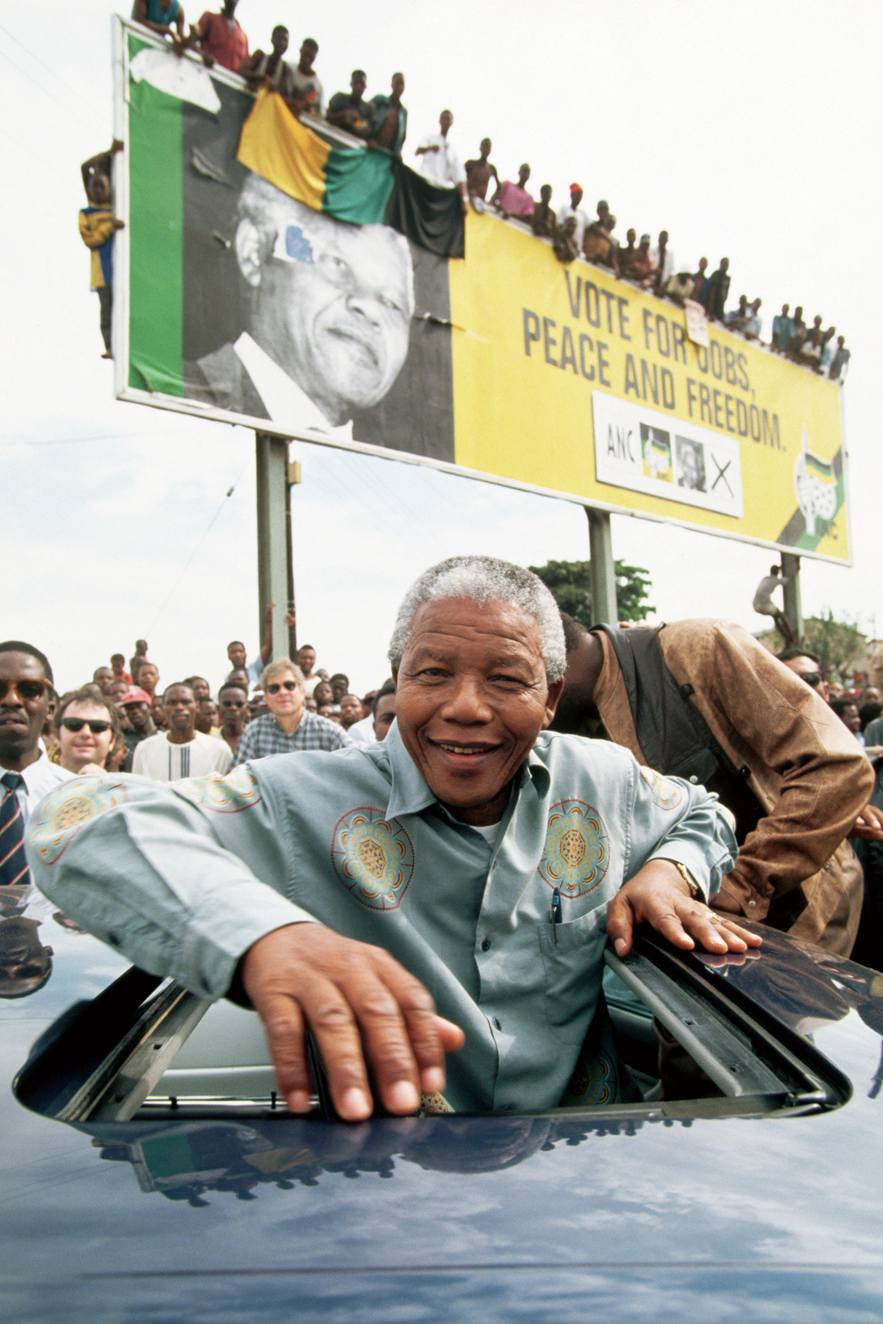 VOTE FOR JOBS,
PEACE AND FREEDOM.
ANC